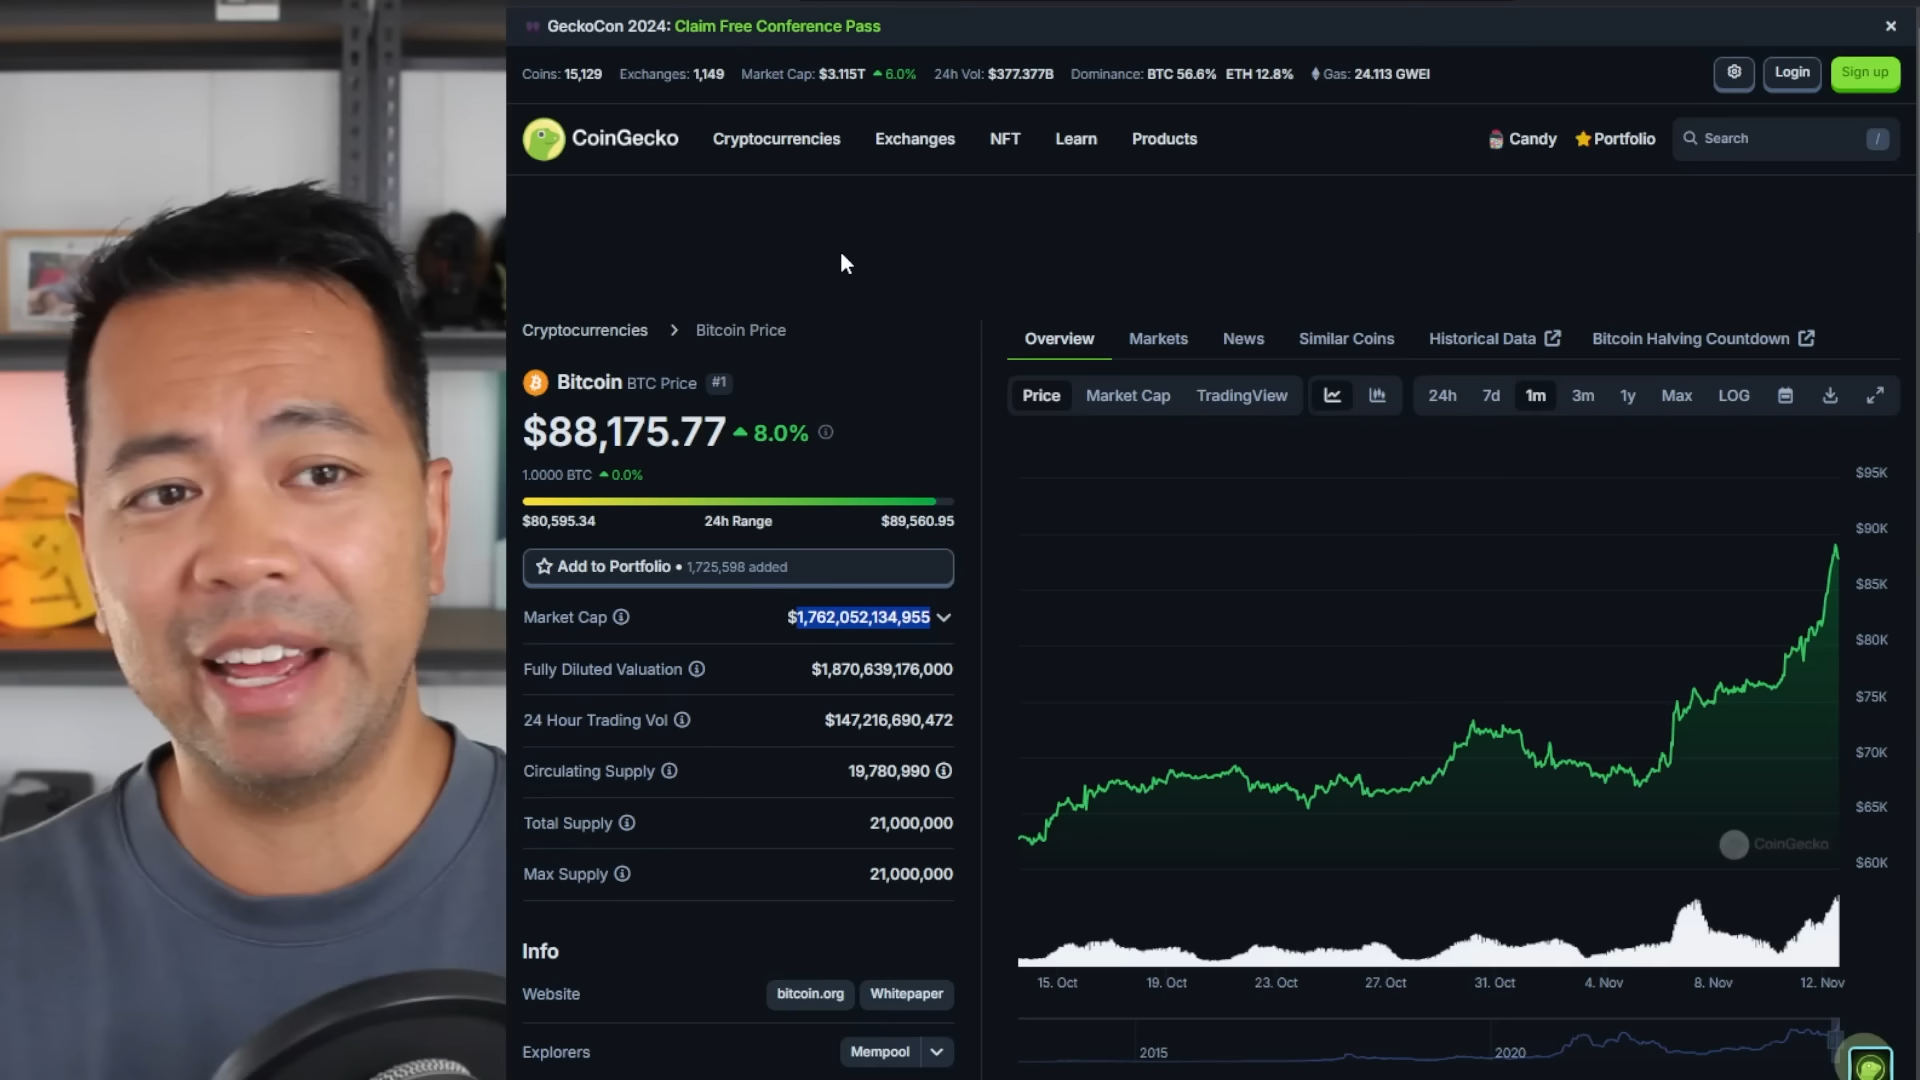 GeckoCon 2024: Claim Free Conference Pass
Coins: 15,129 Exchanges: 1,149 Market Cap: $3.115T 6.0% 24h Vol: $377.377B Dominance: BTC 56.6% ETH 12.8% Gas: 24.113 GWEI
Login
Sign up
CoinGecko
Cryptocurrencies Exchanges NFT Learn Products
Candy Portfolio Search /
Cryptocurrencies > Bitcoin Price
Bitcoin BTC Price #1
$88,175.77 8.0%
1.0000 BTC 0.0%
$80,595.34 24h Range $89,560.95
Add to Portfolio • 1,725,598 added
Market Cap $1,762,052,134,955
Fully Diluted Valuation $1,870,639,176,000
24 Hour Trading Vol $147,216,690,472
Circulating Supply 19,780,990
Total Supply 21,000,000
Max Supply 21,000,000
Info
Website bitcoin.org Whitepaper
Explorers Mempool
Overview Markets News Similar Coins Historical Data Bitcoin Halving Countdown
Price Market Cap TradingView 24h 7d 1m 3m 1y Max LOG
$95K
$90K
$85K
$80K
$75K
$70K
$65K
CoinGecko
$60K
15. Oct 19. Oct 23. Oct 27. Oct 31. Oct 4. Nov 8. Nov 12. Nov
2015 2020